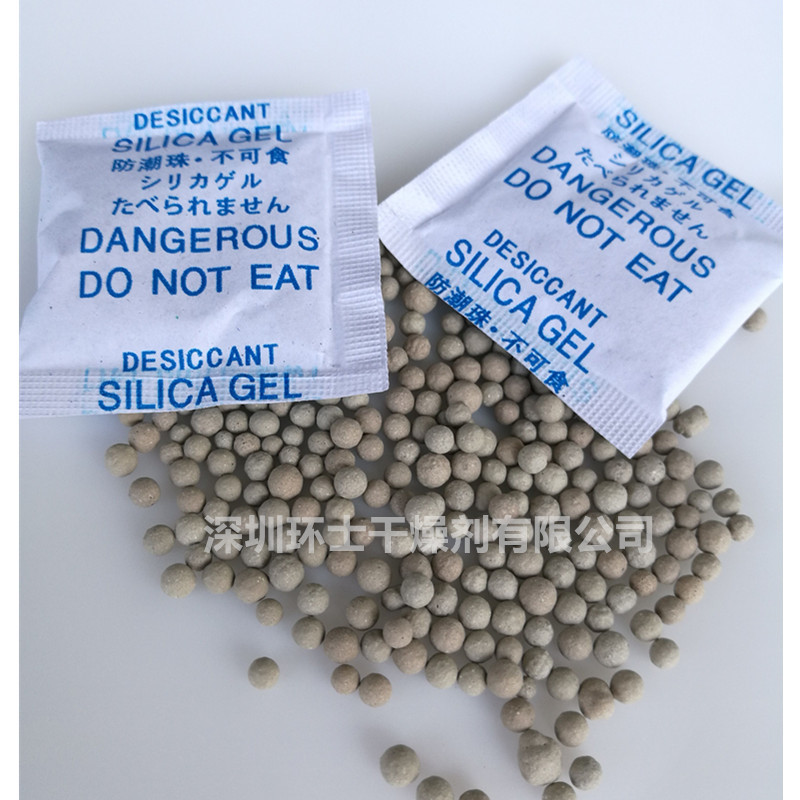 DESICCANT
SILICA GEL
防潮珠·不可食
シリカゲル
たべられません
DANGEROUS
DO NOT EAT
DESICCANT
SILICA GEL
SILICA GEL
防潮珠·不可食
シリカゲル
たべられません
DANGEROUS
DO NOT EAT
DESICCANT
SILICA GEL
防潮珠·不可食
深圳环士干燥剂有限公司